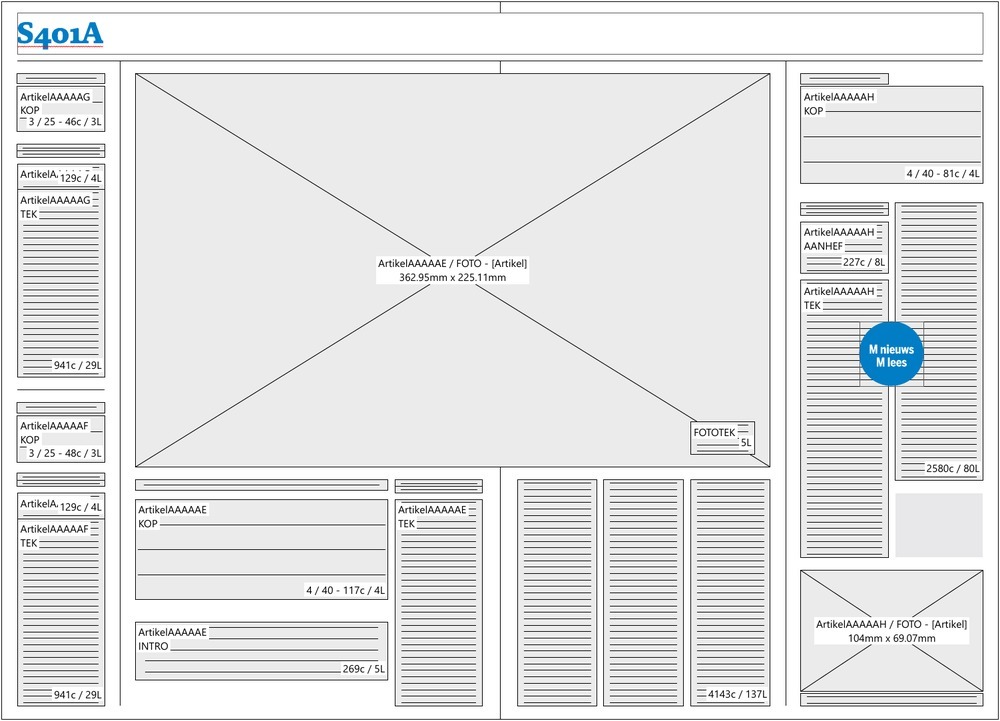 S401A
ArtikelAAAAAG
KOP
3 / 25 - 46c / 3L
129c / 4L
ArtikelAAAAAG
TEK
941c / 29L
ArtikelAAAAAF
KOP
3 / 25 - 48c / 3L
129c / 4L
ArtikelAAAAAF
TEK
941c / 29L
ArtikelAAAAAE / FOTO - [Artikel]
362.95mm x 225.11mm
FOTOTEK
5L
ArtikelAAAAAE
KOP
4 / 40 - 117c / 4L
ArtikelAAAAAE
INTRO
269c / 5L
ArtikelAAAAAE
TEK
4143c / 137L
ArtikelAAAAAH
KOP
4 / 40 - 81c / 4L
ArtikelAAAAAH
AANHEF
227c / 8L
ArtikelAAAAAH
TEK
M nieuws
M lees
2580c / 80L
ArtikelAAAAAH / FOTO - [Artikel]
104mm x 69.07mm